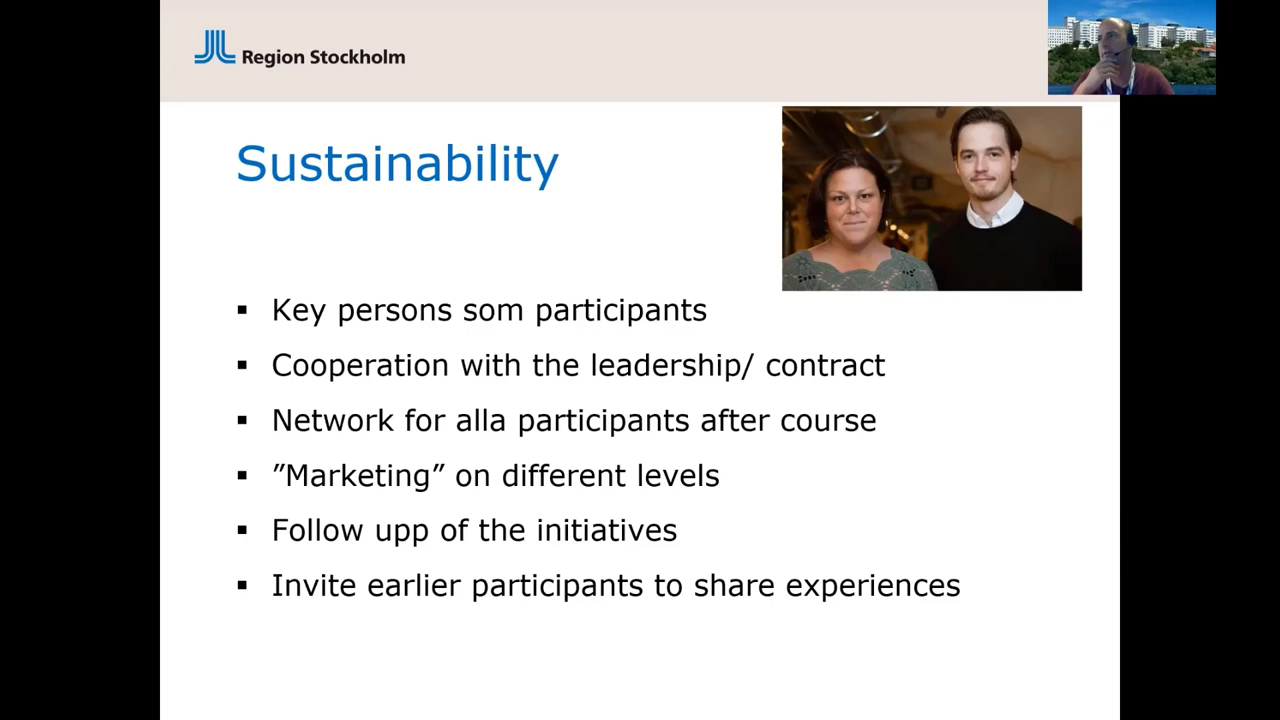 Region Stockholm
Sustainability
▪ Key persons som participants
▪ Cooperation with the leadership/ contract
▪ Network for alla participants after course
▪ ”Marketing” on different levels
▪ Follow upp of the initiatives
▪ Invite earlier participants to share experiences